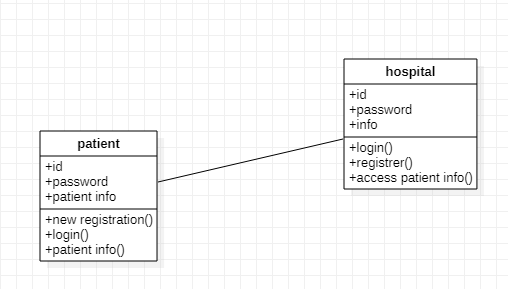 hospital
+id
+password
+info
+login()
+registrer()
+access patient info()
patient
+id
+password
+patient info
+new registration()
+login()
+patient info()